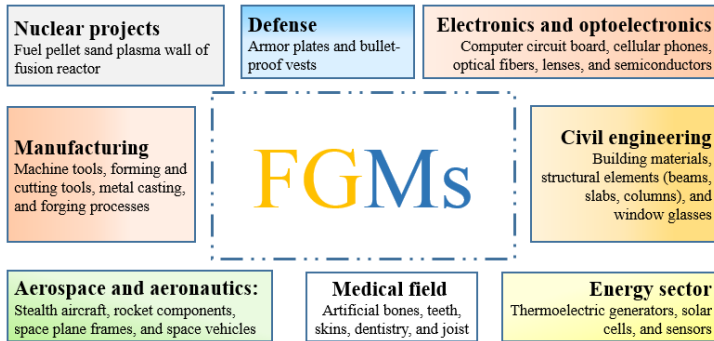 Nuclear projects
Fuel pellet sand plasma wall of
fusion reactor
Defense
Armor plates and bullet-
proof vests
Electronics and optoelectronics
Computer circuit board, cellular phones,
optical fibers, lenses, and semiconductors
Manufacturing
Machine tools, forming and
cutting tools, metal casting,
and forging processes
FGMs
Civil engineering
Building materials,
structural elements (beams,
slabs, columns), and
window glasses
Aerospace and aeronautics:
Stealth aircraft, rocket components,
space plane frames, and space vehicles
Medical field
Artificial bones, teeth,
skins, dentistry, and joist
Energy sector
Thermoelectric generators, solar
cells, and sensors